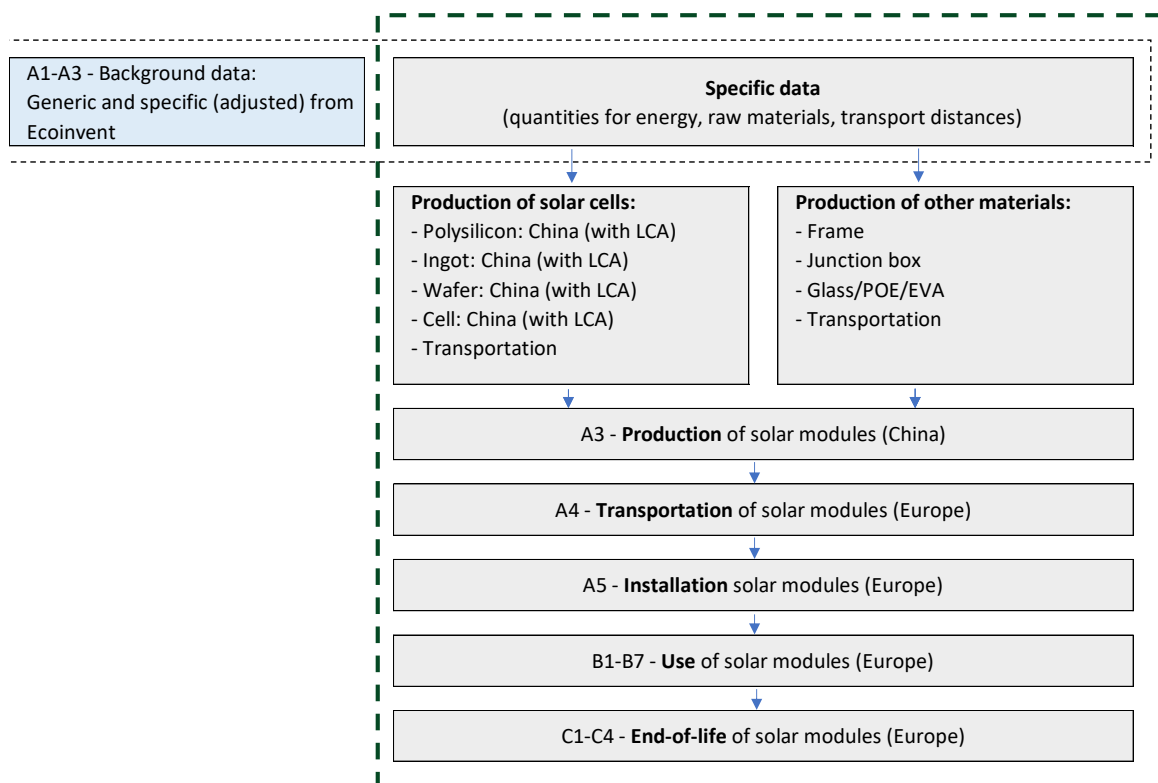 A1-A3 - Background data:
Generic and specific (adjusted) from
Ecoinvent
Specific data
(quantities for energy, raw materials, transport distances)
Production of solar cells:
- Polysilicon: China (with LCA)
- Ingot: China (with LCA)
- Wafer: China (with LCA)
- Cell: China (with LCA)
- Transportation
Production of other materials:
- Frame
- Junction box
- Glass/POE/EVA
- Transportation
A3 - Production of solar modules (China)
A4 - Transportation of solar modules (Europe)
A5 - Installation solar modules (Europe)
B1-B7 - Use of solar modules (Europe)
C1-C4 - End-of-life of solar modules (Europe)